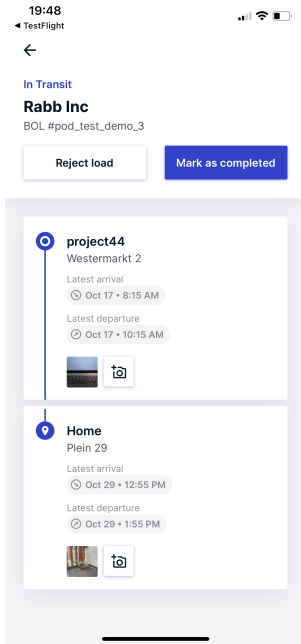 19:48
◀ TestFlight
In Transit
Rabb Inc
BOL #pod_test_demo_3
Reject load
Mark as completed
project44
Westermarkt 2
Latest arrival
Oct 17 • 8:15 AM
Latest departure
Oct 17 • 10:15 AM
Home
Plein 29
Latest arrival
Oct 29 • 12:55 PM
Latest departure
Oct 29 • 1:55 PM